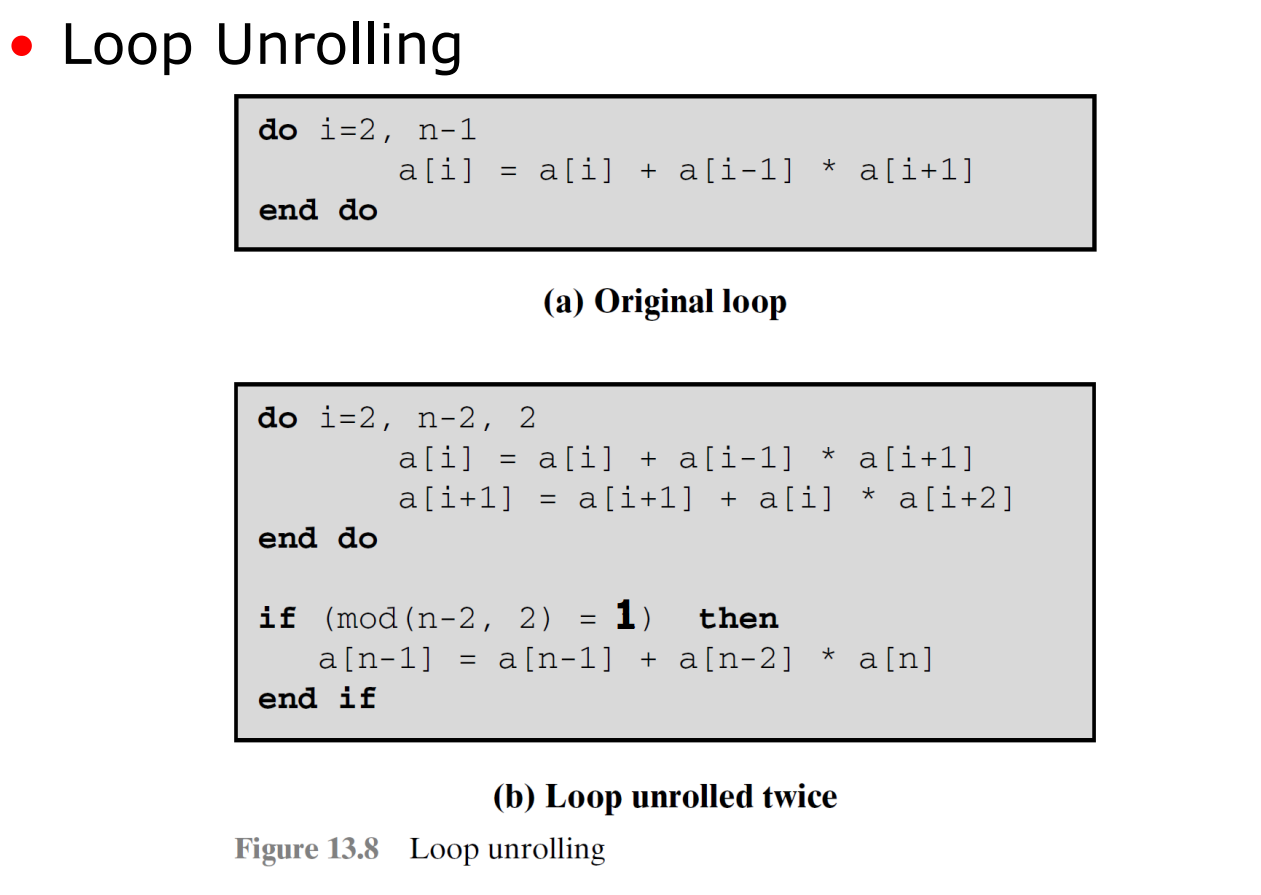 • Loop Unrolling
do i=2, n-1
a[i] = a[i] + a[i-1] * a[i+1]
end do
(a) Original loop
do i=2, n-2, 2
a[i] = a[i] + a[i-1] * a[i+1]
a[i+1] = a[i+1] + a[i] * a[i+2]
end do
if (mod(n-2, 2) = 1) then
a[n-1] = a[n-1] + a[n-2] * a[n]
end if
(b) Loop unrolled twice
Figure 13.8 Loop unrolling